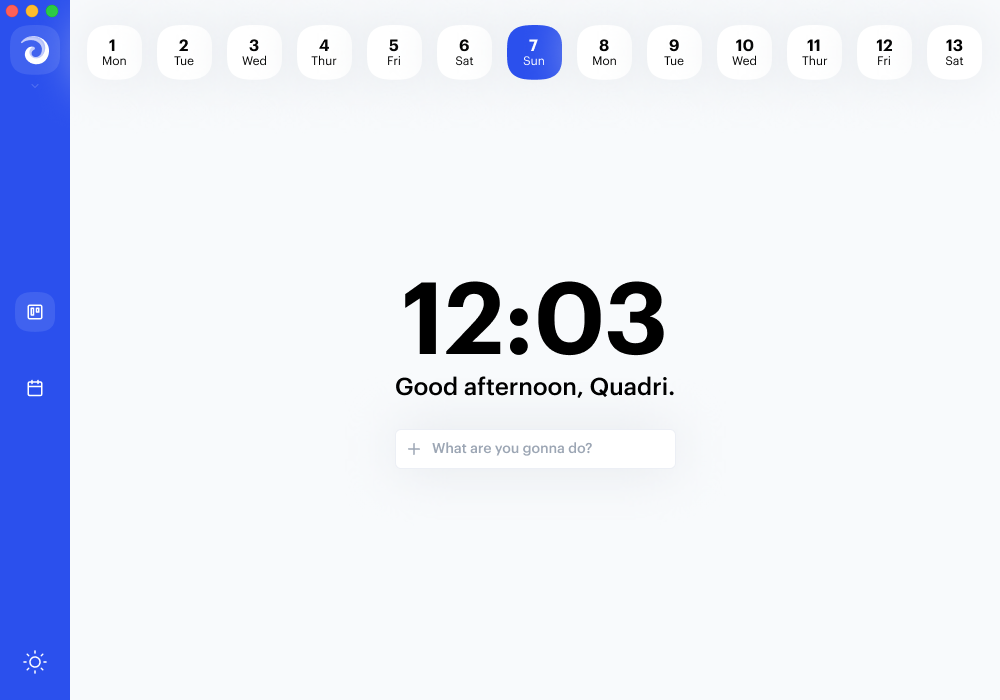 1 2 3 4 5 6 7 8 9 10 11 12 13
Mon Tue Wed Thur Fri Sat Sun Mon Tue Wed Thur Fri Sat
12:03
Good afternoon, Quadri.
What are you gonna do?